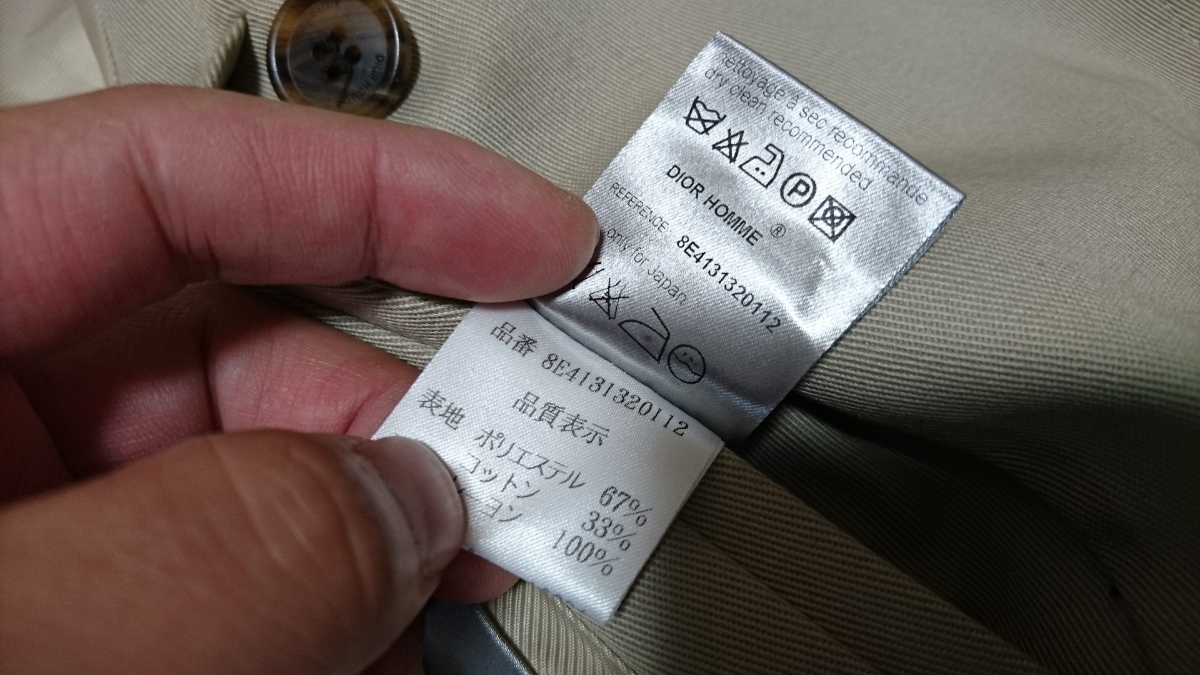 nettoyage à sec recommandé
dry clean recommended
P
DIOR HOMME ®
REFERENCE 8E4131320112
only for Japan
品番 8E4131320112
品質表示
表地 ポリエステル 67%
コットン 33%
100%